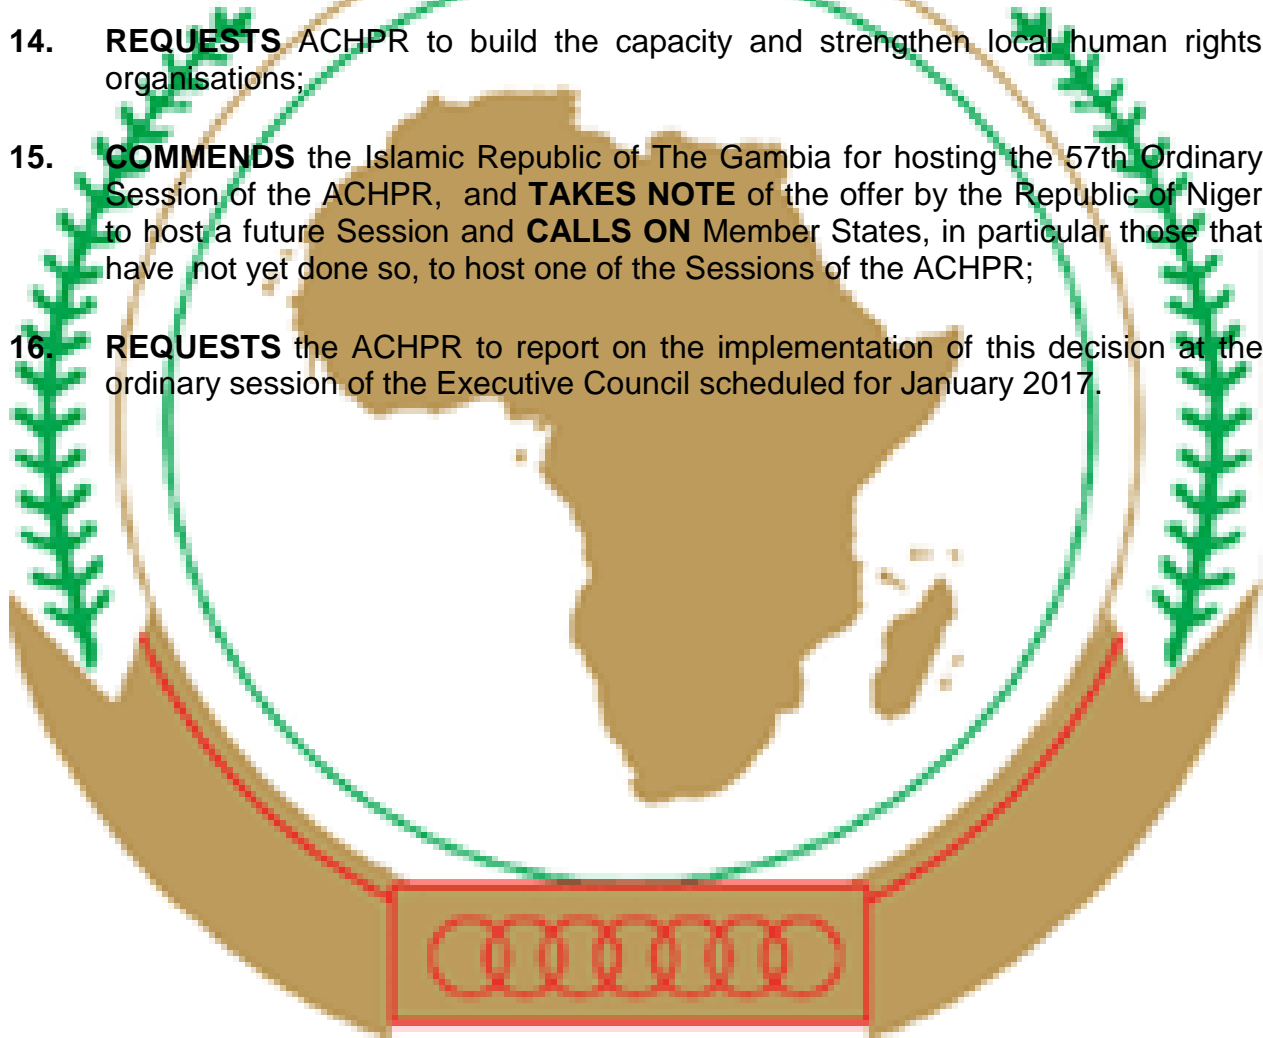 14. REQUESTS ACHPR to build the capacity and strengthen local human rights
organisations;
15. COMMENDS the Islamic Republic of The Gambia for hosting the 57th Ordinary
Session of the ACHPR, and TAKES NOTE of the offer by the Republic of Niger
to host a future Session and CALLS ON Member States, in particular those that
have not yet done so, to host one of the Sessions of the ACHPR;
16. REQUESTS the ACHPR to report on the implementation of this decision at the
ordinary session of the Executive Council scheduled for January 2017.